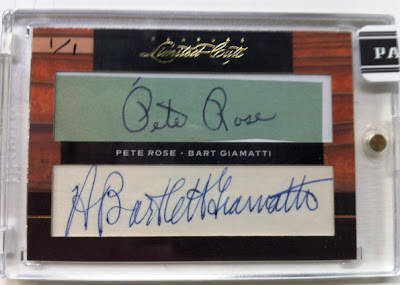 1/1
Limited Cuts
Pete Rose
PETE ROSE · BART GIAMATTI
A Bartlett Giamatti
PA